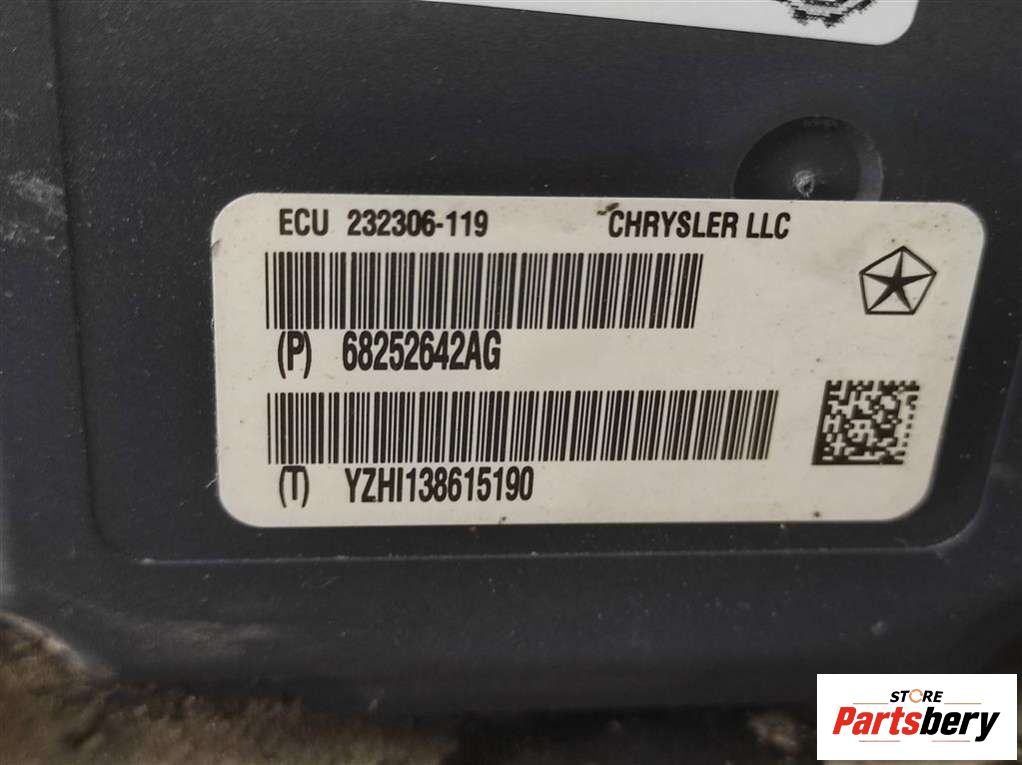 ECU 232306-119 CHRYSLER LLC
(P) 68252642AG
(T) YZHI138615190
STORE
Partsbery